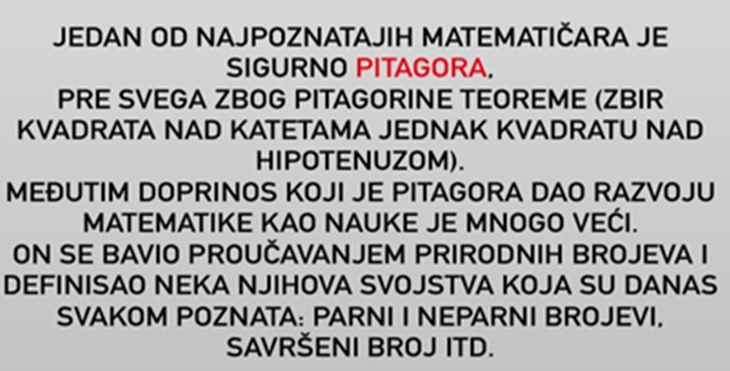 JEDAN OD NAJPOZNATAJIH MATEMATIČARA JE
SIGURNO PITAGORA,
PRE SVEGA ZBOG PITAGORINE TEOREME (ZBIR
KVADRATA NAD KATETAMA JEDNAK KVADRATU NAD
HIPOTENUZOM).
MEĐUTIM DOPRINOS KOJI JE PITAGORA DAO RAZVOJU
MATEMATIKE KAO NAUKE JE MNOGO VEĆI.
ON SE BAVIO PROUČAVANJEM PRIRODNIH BROJEVA I
DEFINISAO NEKA NJIHOVA SVOJSTVA KOJA SU DANAS
SVAKOM POZNATA: PARNI I NEPARNI BROJEVI,
SAVRŠENI BROJ ITD.